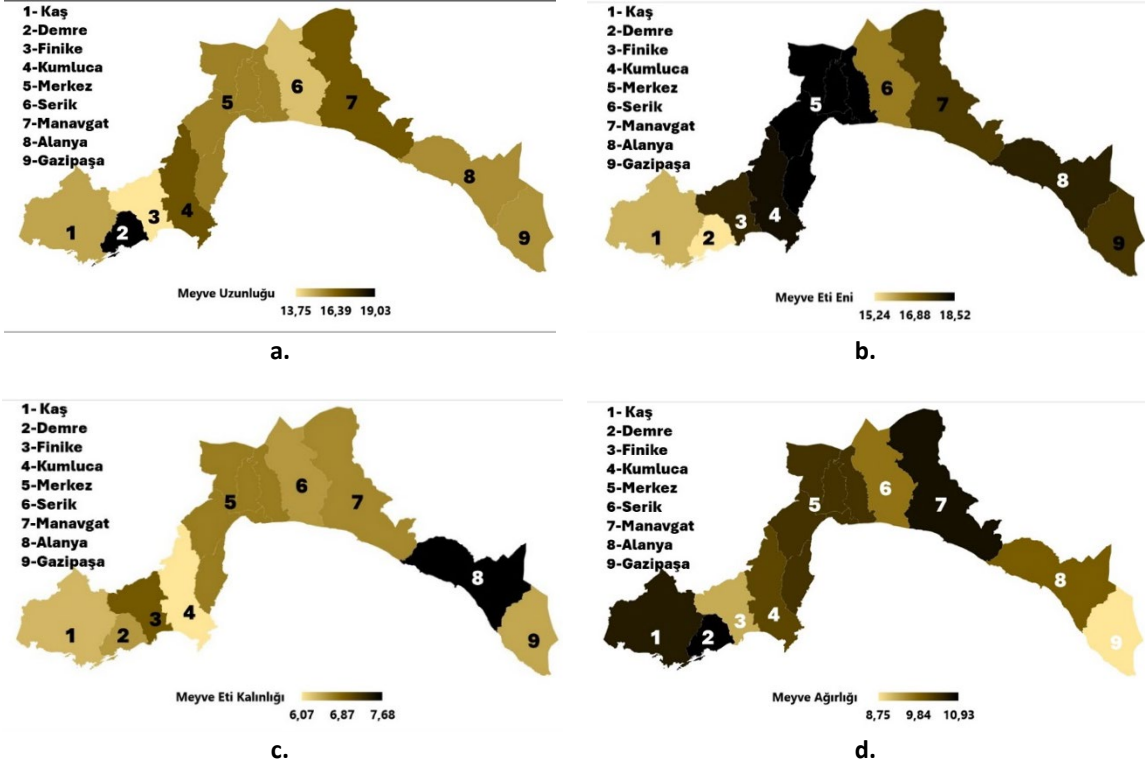 1- Kaş
2-Demre
3-Finike
4-Kumluca
5-Merkez
6-Serik
7-Manavgat
8-Alanya
9-Gazipaşa
1
2
3
4
5
6
7
8
9
Meyve Uzunluğu
13,75 16,39 19,03
a.
1- Kaş
2-Demre
3-Finike
4-Kumluca
5-Merkez
6-Serik
7-Manavgat
8-Alanya
9-Gazipaşa
1
2
3
4
5
6
7
8
9
Meyve Eti Eni
15,24 16,88 18,52
b.
1- Kaş
2-Demre
3-Finike
4-Kumluca
5-Merkez
6-Serik
7-Manavgat
8-Alanya
9-Gazipaşa
1
2
3
4
5
6
7
8
9
Meyve Eti Kalınlığı
6,07 6,87 7,68
c.
1- Kaş
2-Demre
3-Finike
4-Kumluca
5-Merkez
6-Serik
7-Manavgat
8-Alanya
9-Gazipaşa
1
2
3
4
5
6
7
8
9
Meyve Ağırlığı
8,75 9,84 10,93
d.